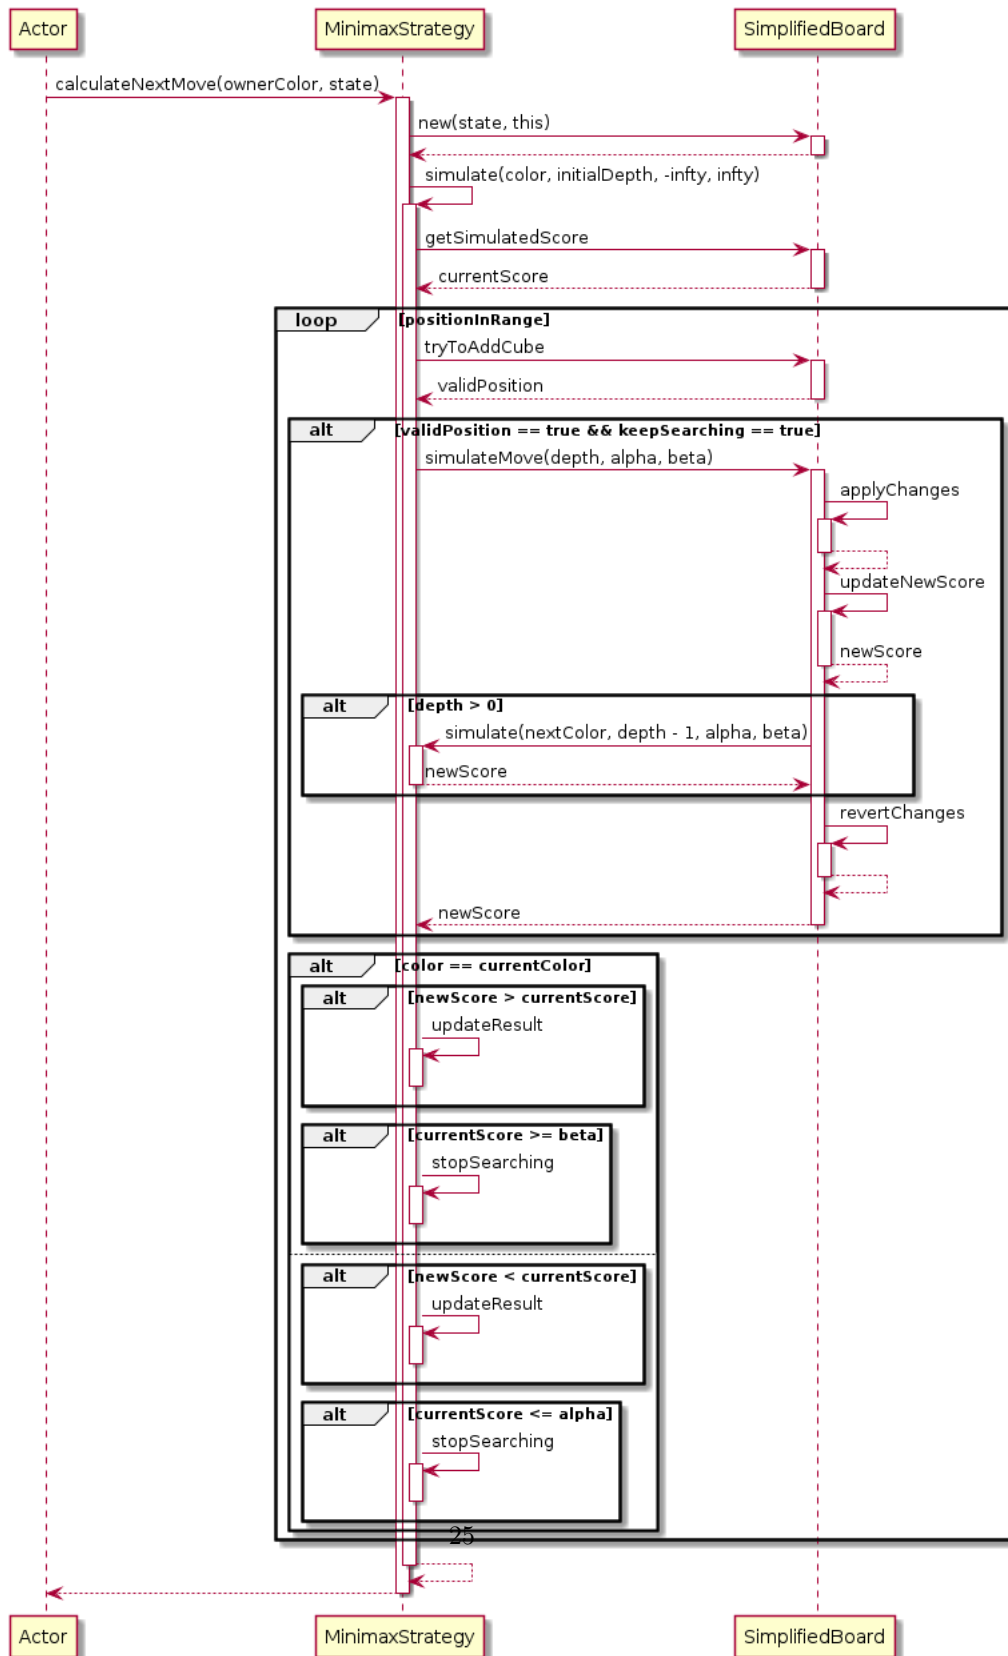 Actor MinimaxStrategy SimplifiedBoard
calculateNextMove(ownerColor, state)
new(state, this)
simulate(color, initialDepth, -infty, infty)
getSimulatedScore
currentScore
loop [positionInRange]
tryToAddCube
validPosition
alt [validPosition == true && keepSearching == true]
simulateMove(depth, alpha, beta)
applyChanges
updateNewScore
newScore
alt [depth > 0]
simulate(nextColor, depth - 1, alpha, beta)
newScore
revertChanges
newScore
alt [color == currentColor]
alt [newScore > currentScore]
updateResult
alt [currentScore >= beta]
stopSearching
alt [newScore < currentScore]
updateResult
alt [currentScore <= alpha]
stopSearching
25
Actor MinimaxStrategy SimplifiedBoard